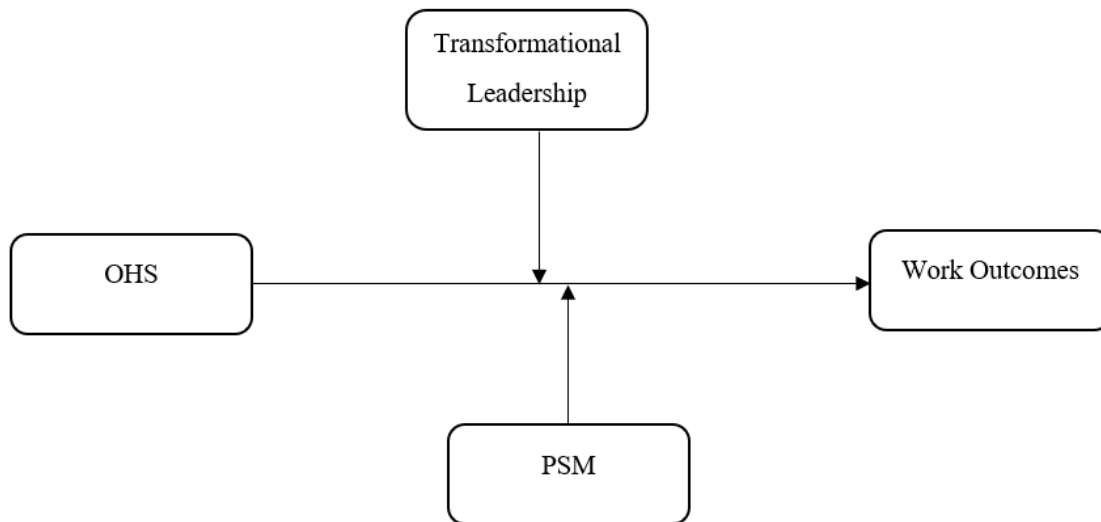 Transformational
Leadership
OHS
Work Outcomes
PSM